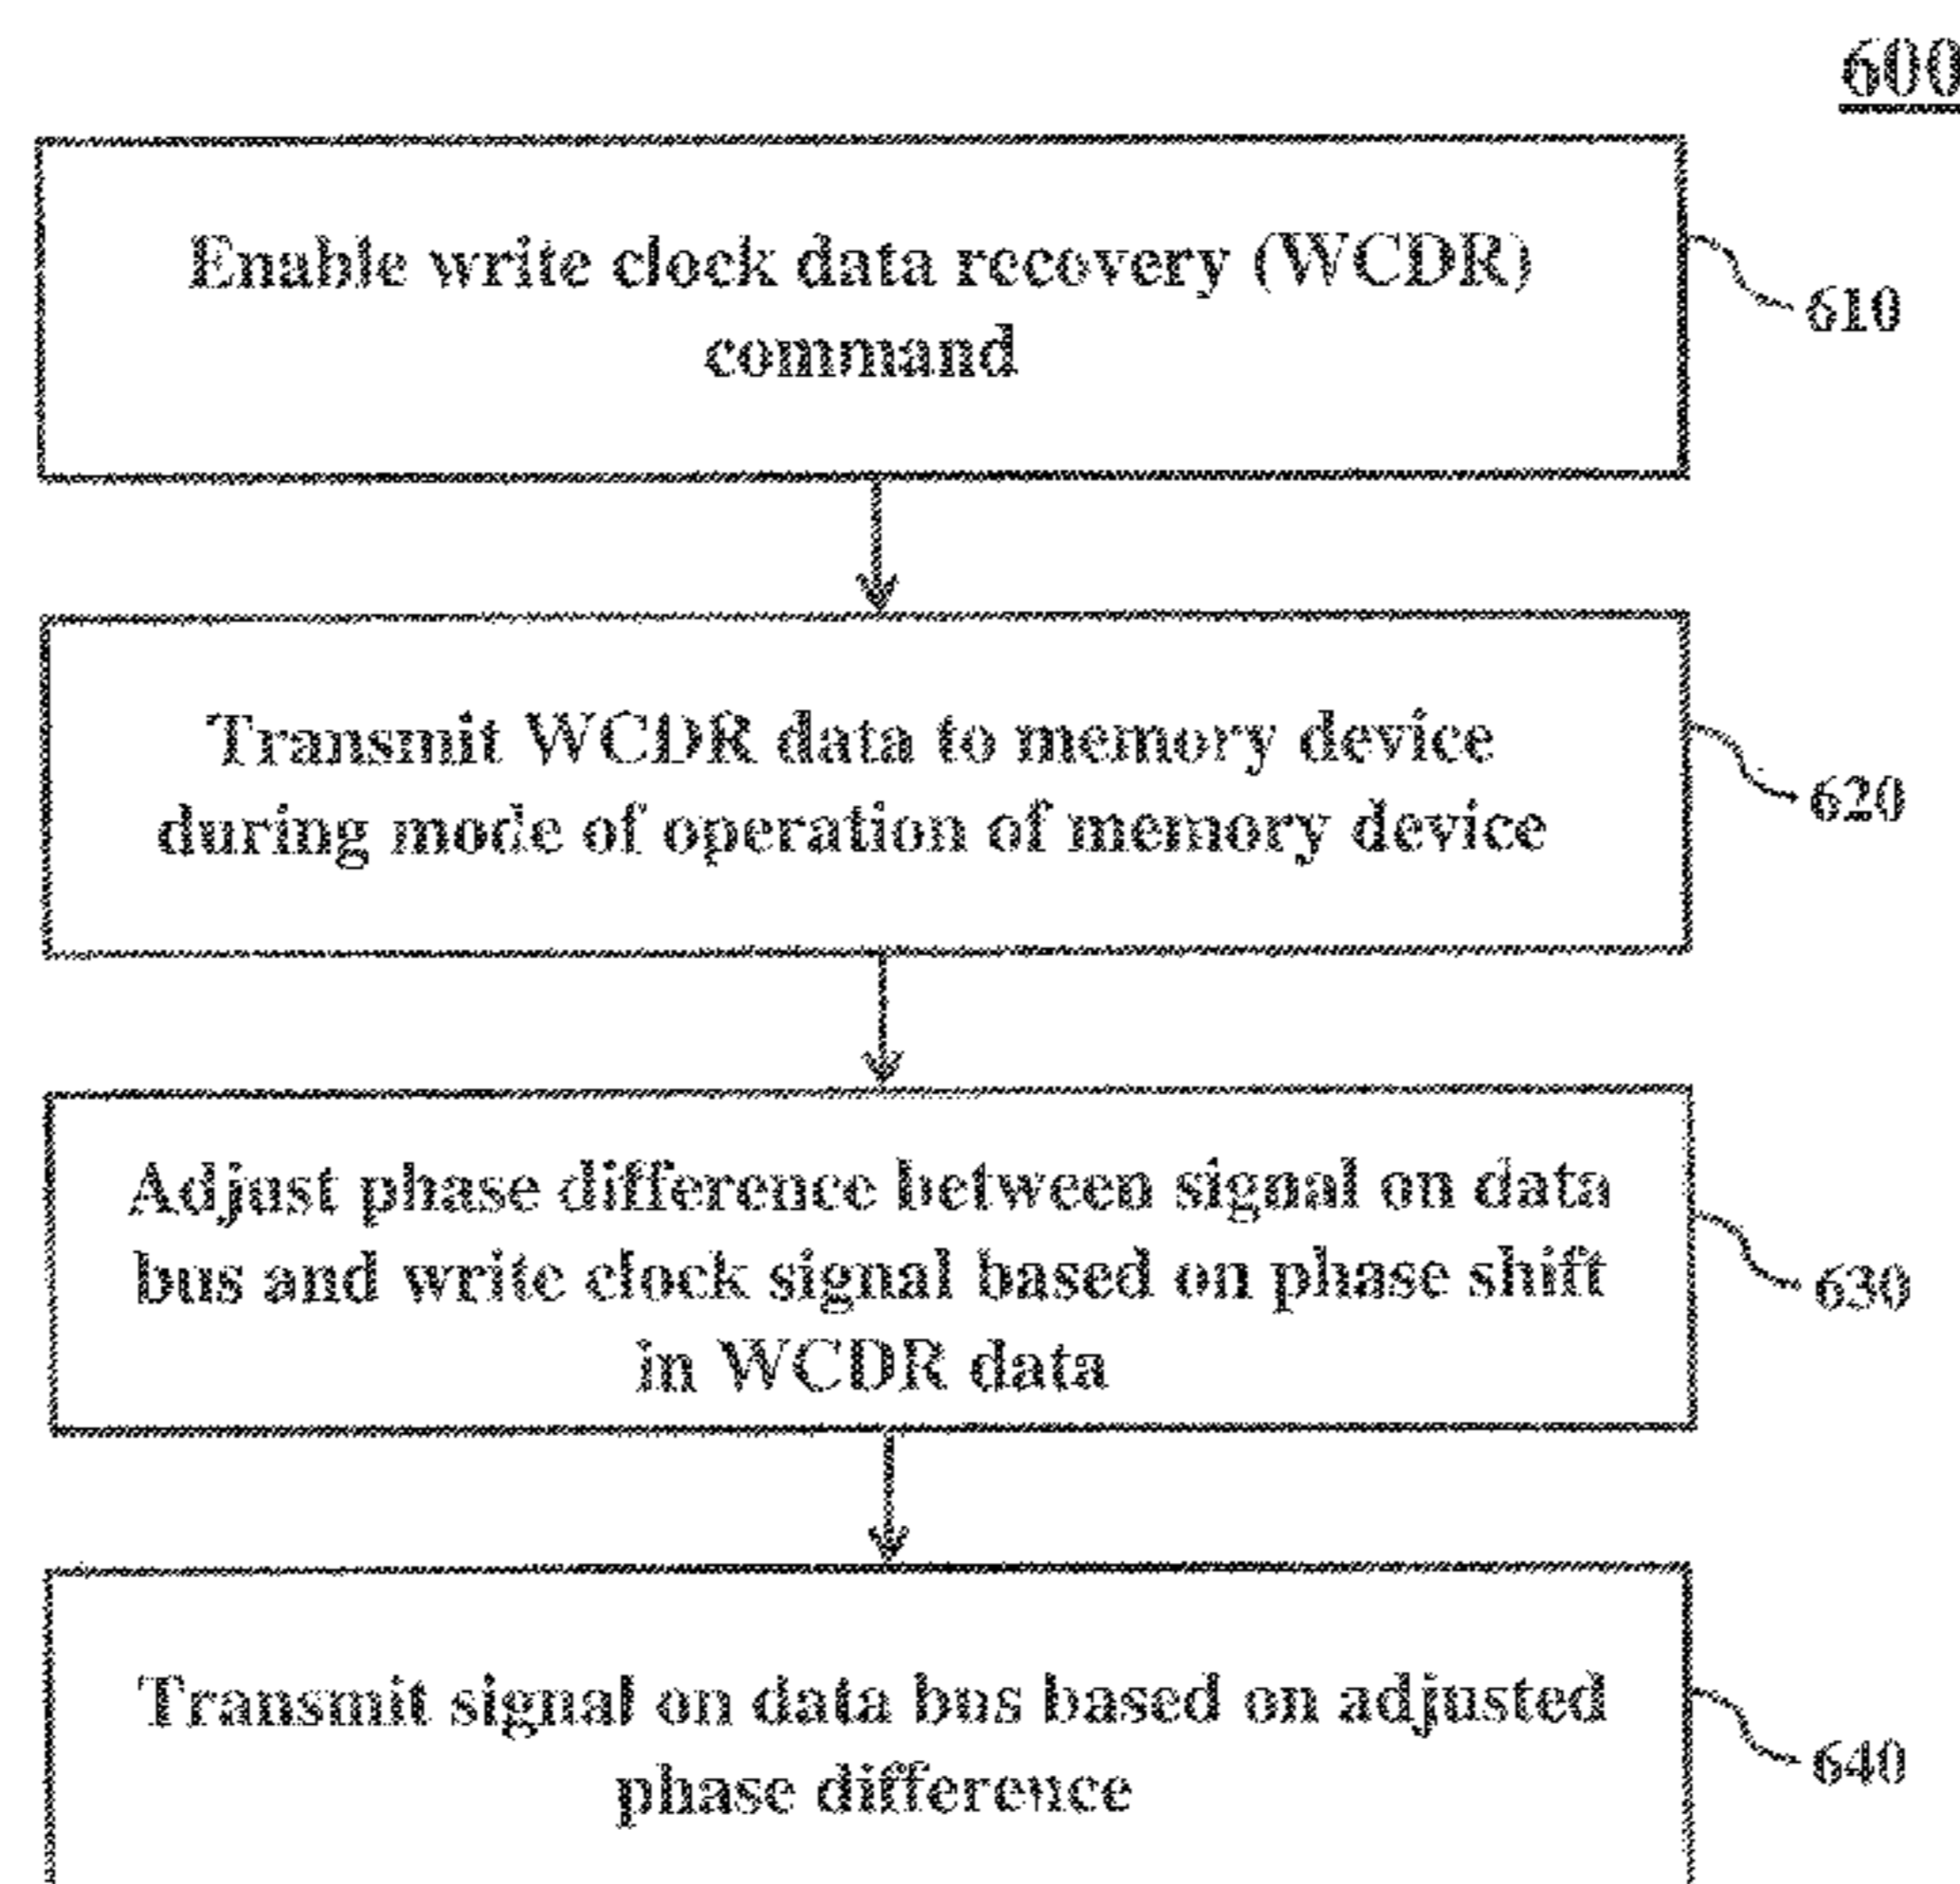 600
Enable write clock data recovery (WCDR)
command
610
Transmit WCDR data to memory device
during mode of operation of memory device
620
Adjust phase difference between signal on data
bus and write clock signal based on phase shift
in WCDR data
630
Transmit signal on data bus based on adjusted
phase difference
640